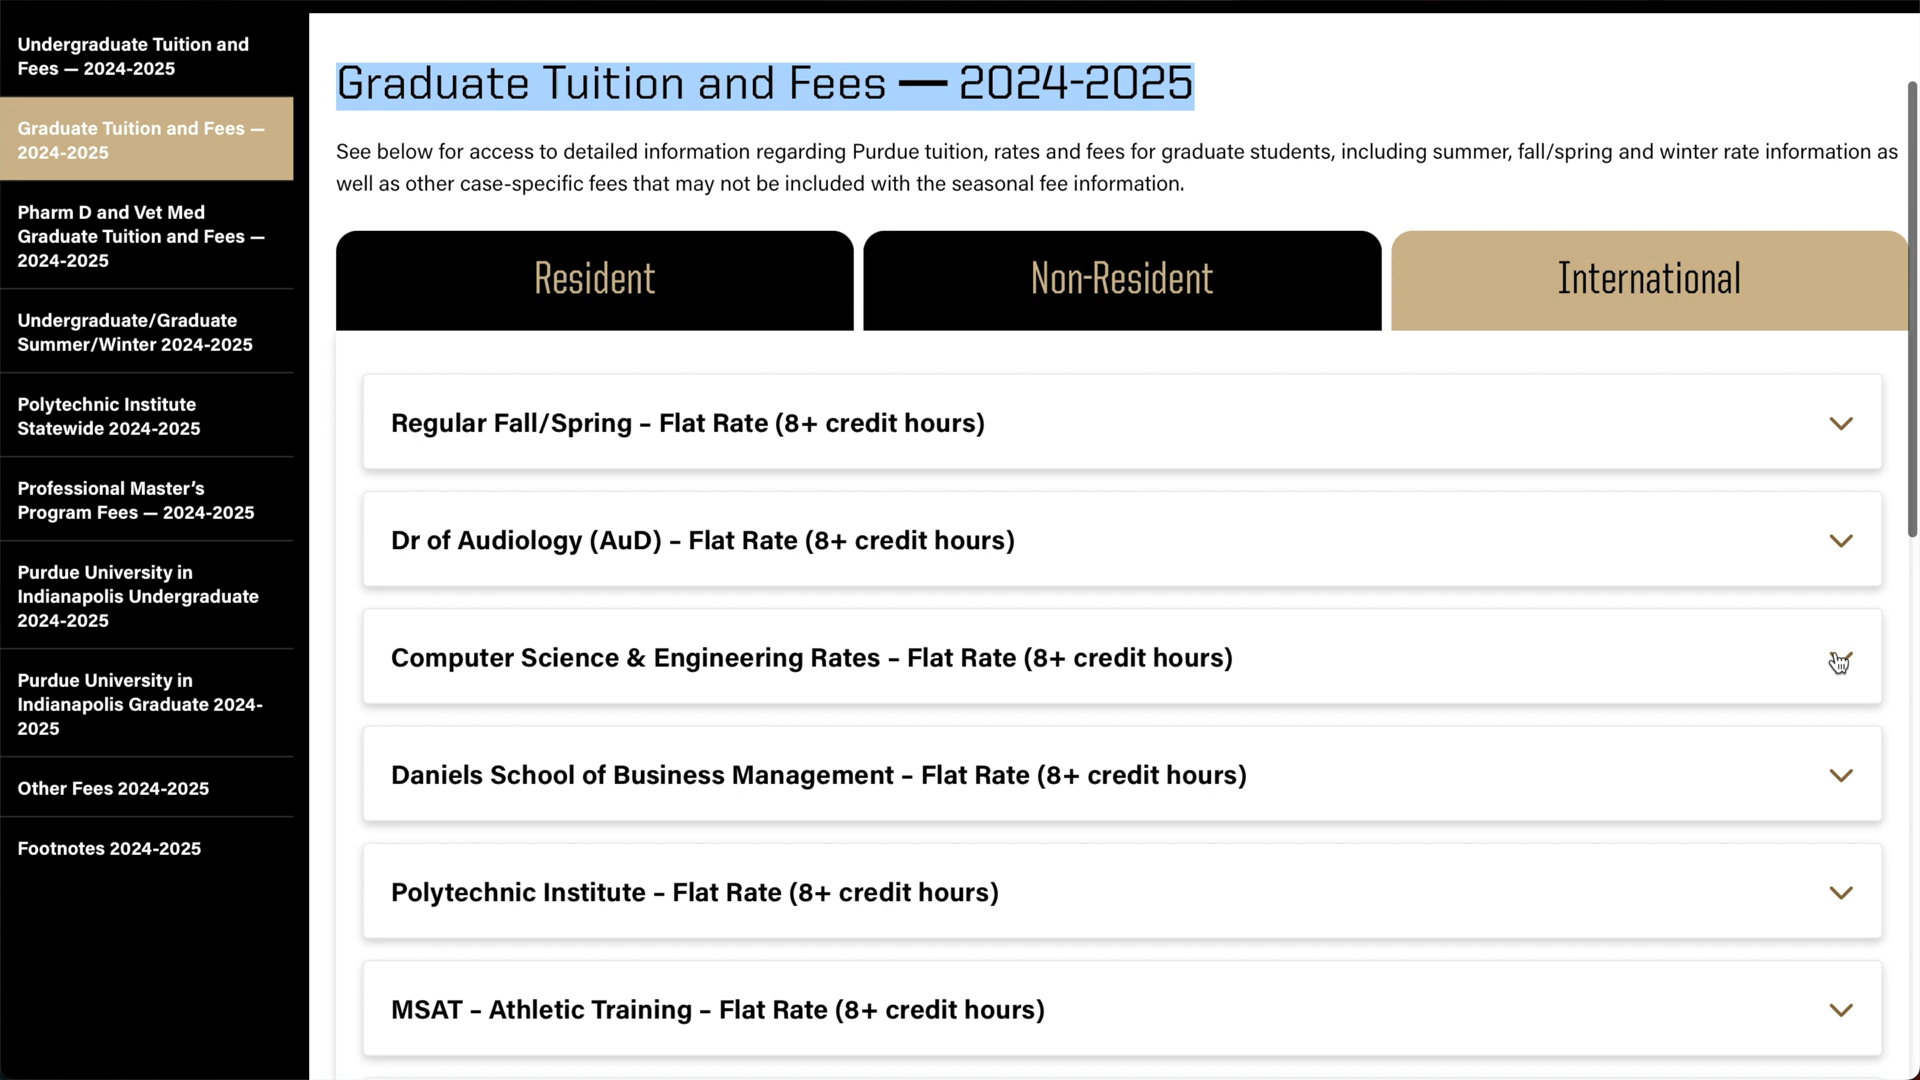 Undergraduate Tuition and
Fees — 2024-2025
Graduate Tuition and Fees —
2024-2025
Pharm D and Vet Med
Graduate Tuition and Fees —
2024-2025
Undergraduate/Graduate
Summer/Winter 2024-2025
Polytechnic Institute
Statewide 2024-2025
Professional Master’s
Program Fees — 2024-2025
Purdue University in
Indianapolis Undergraduate
2024-2025
Purdue University in
Indianapolis Graduate 2024-
2025
Other Fees 2024-2025
Footnotes 2024-2025
Graduate Tuition and Fees — 2024-2025
See below for access to detailed information regarding Purdue tuition, rates and fees for graduate students, including summer, fall/spring and winter rate information as
well as other case-specific fees that may not be included with the seasonal fee information.
Resident
Non-Resident
International
Regular Fall/Spring – Flat Rate (8+ credit hours)
Dr of Audiology (AuD) – Flat Rate (8+ credit hours)
Computer Science & Engineering Rates – Flat Rate (8+ credit hours)
Daniels School of Business Management – Flat Rate (8+ credit hours)
Polytechnic Institute – Flat Rate (8+ credit hours)
MSAT – Athletic Training – Flat Rate (8+ credit hours)